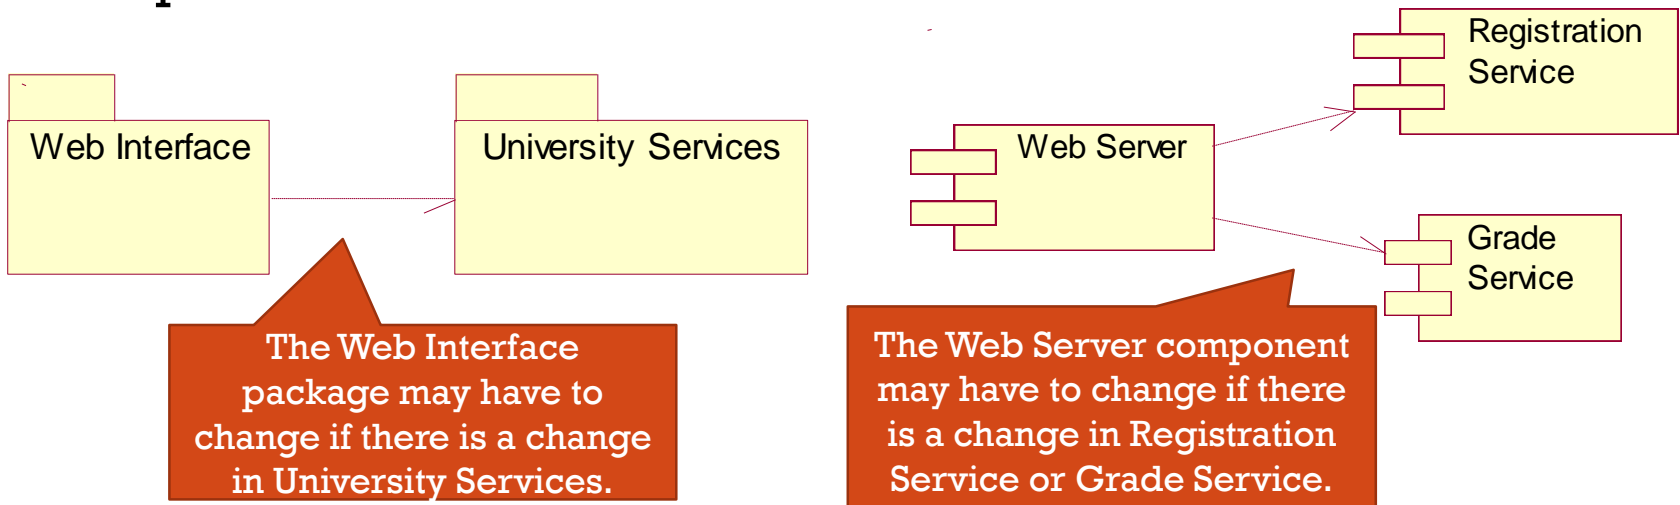 Web Interface
University Services
The Web Interface
package may have to
change if there is a change
in University Services.
Registration
Service
Web Server
Grade
Service
The Web Server component
may have to change if there
is a change in Registration
Service or Grade Service.